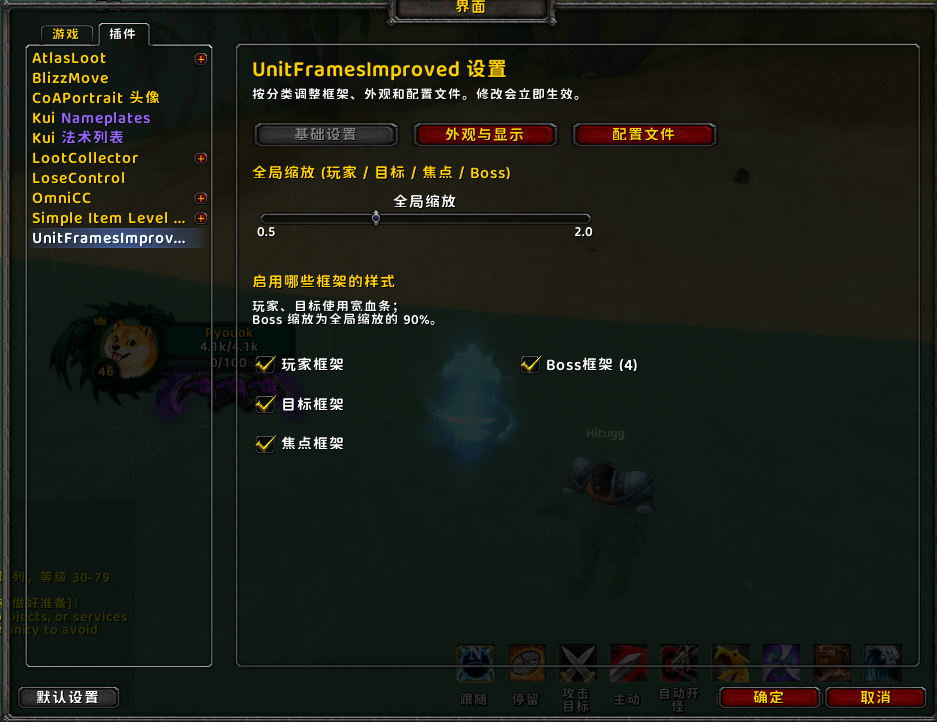 界面
游戏
插件
AtlasLoot
BlizzMove
CoAPortrait 头像
Kui Nameplates
Kui 法术列表
LootCollector
LoseControl
OmniCC
Simple Item Level ...
UnitFramesImprov...
UnitFramesImproved 设置
按分类调整框架、外观和配置文件。修改会立即生效。
基础设置
外观与显示
配置文件
全局缩放 (玩家 / 目标 / 焦点 / Boss)
全局缩放
0.5
2.0
启用哪些框架的样式
玩家、目标使用宽血条；
Boss 缩放为全局缩放的 90%。
玩家框架
Boss框架 (4)
目标框架
焦点框架
Ryouok
4.1k/4.1k
0/100
46
Hitugg
列，等级 30-79
做好准备]!
ojects, or services
unity to avoid
跟随
停留
攻击目标
主动
自动开怪
默认设置
确定
取消